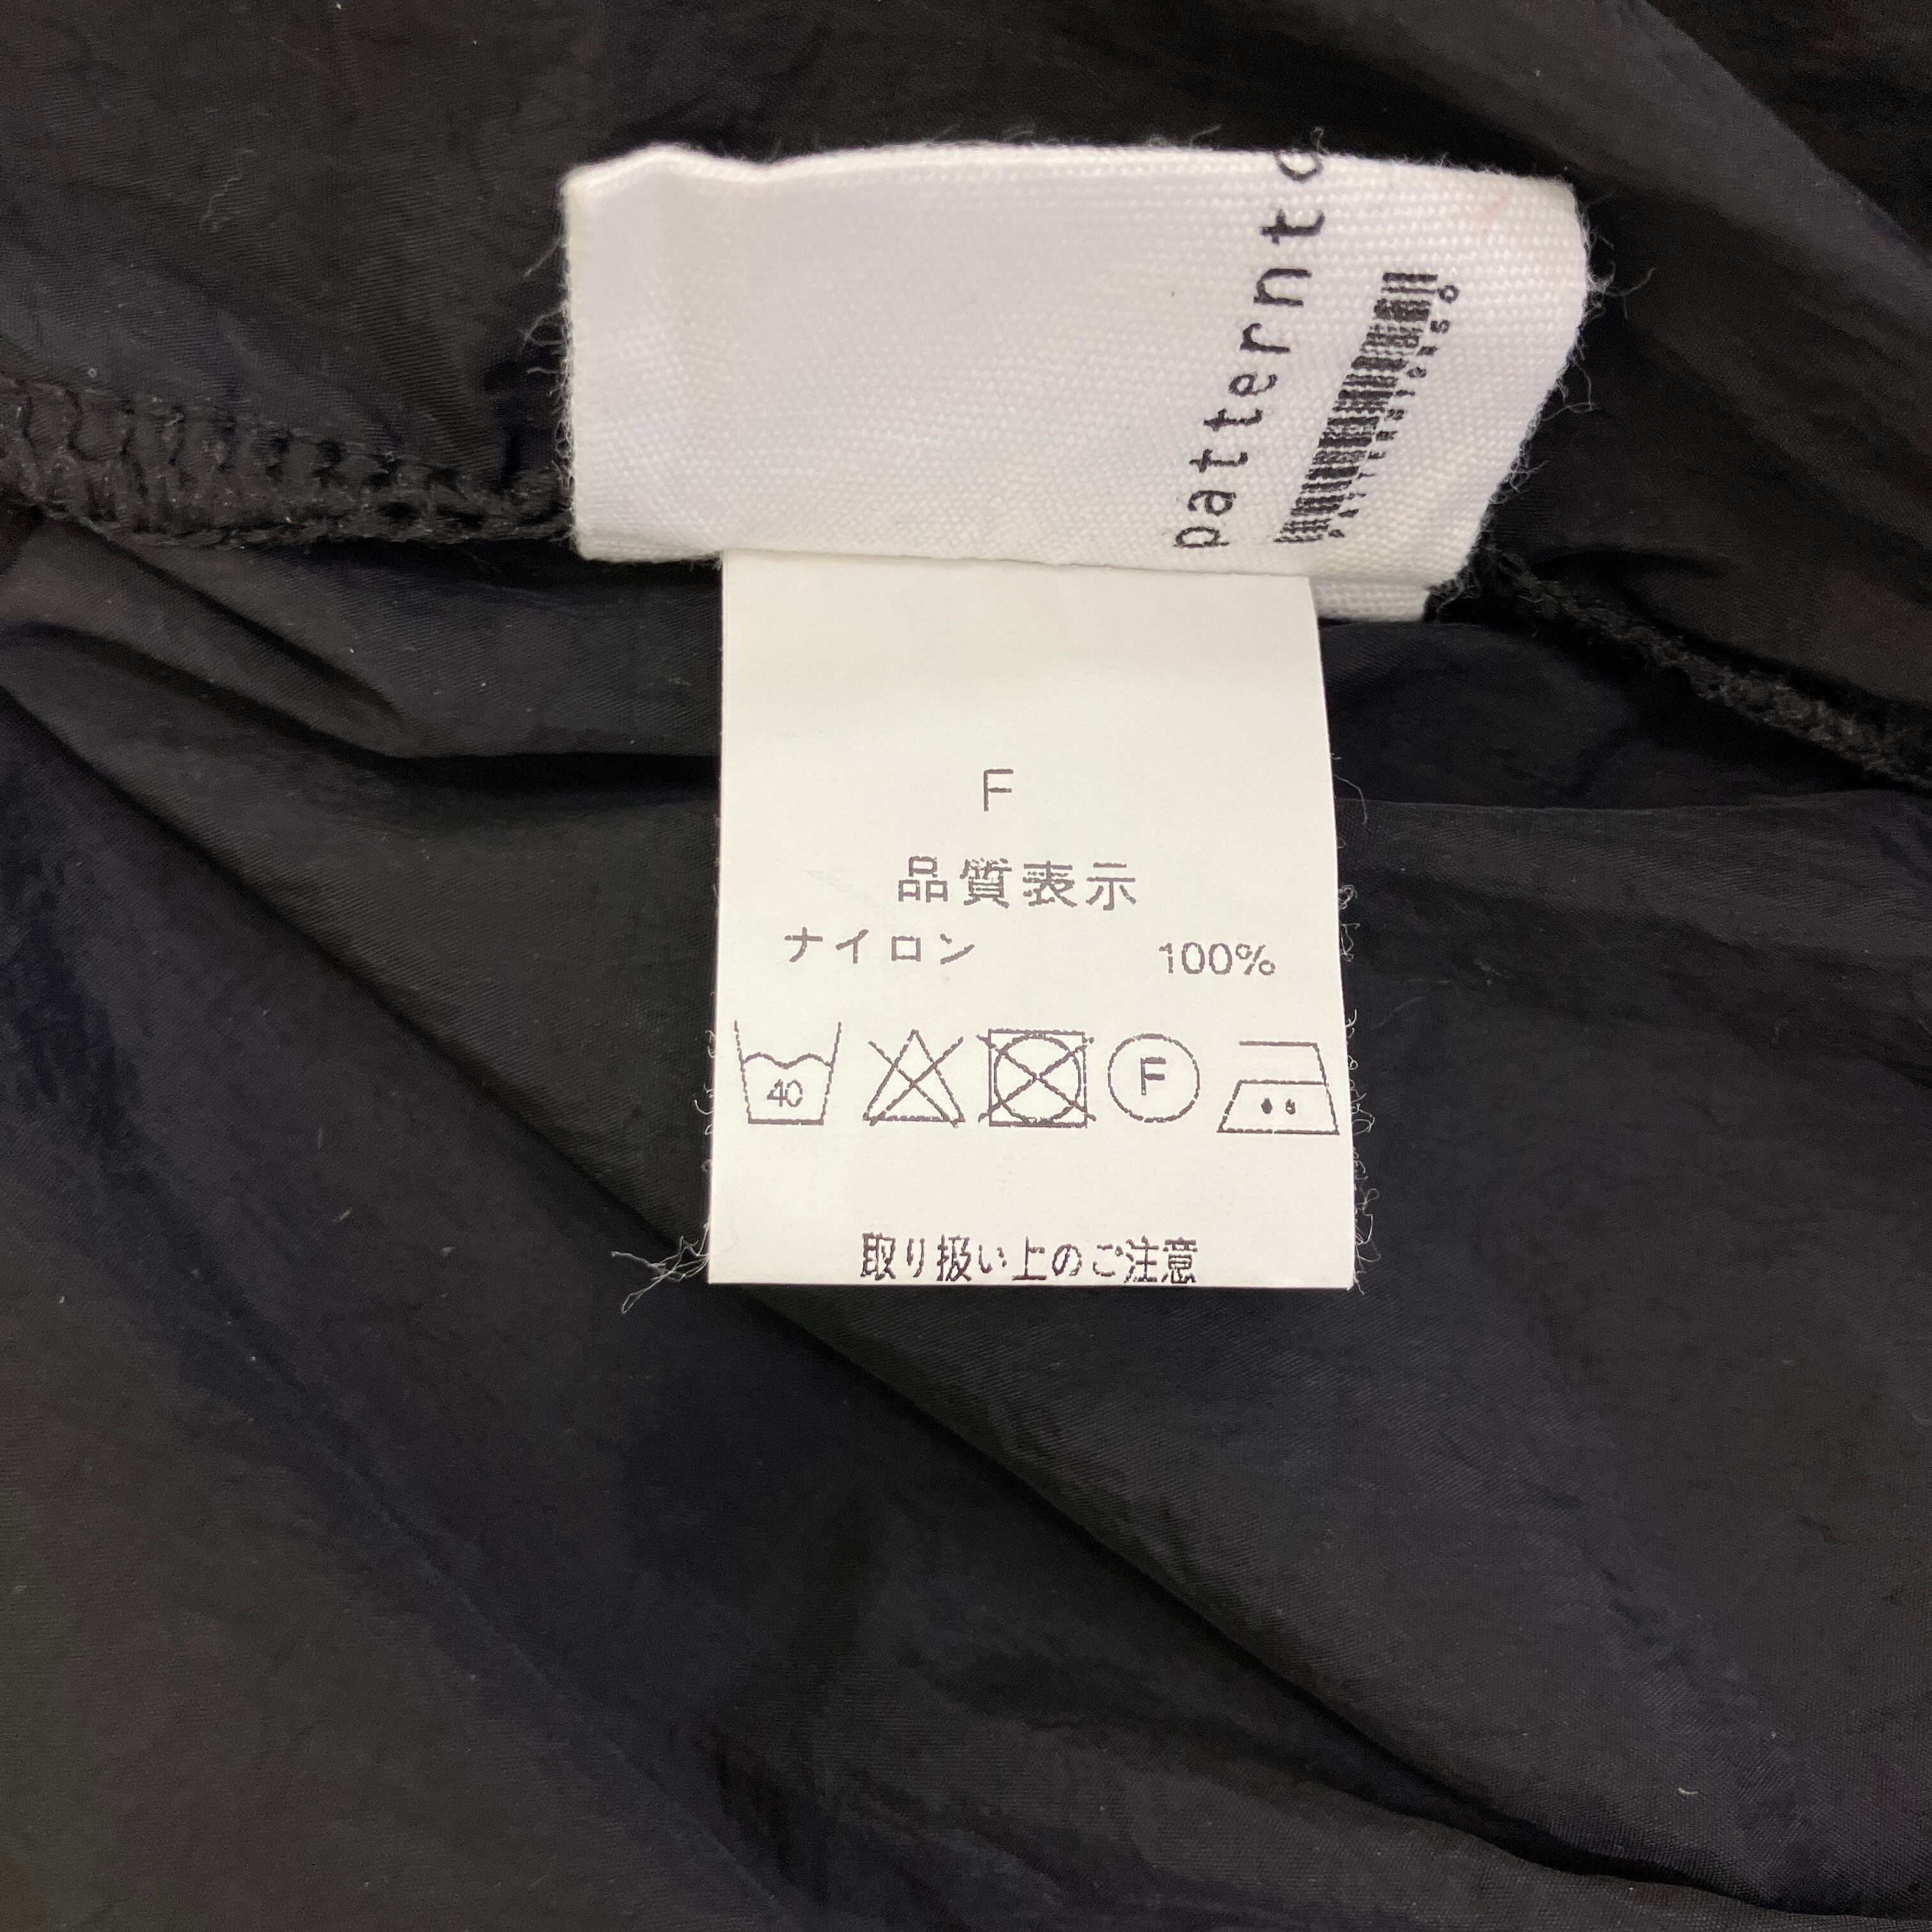 patternt
F
品質表示
ナイロン 100%
40 F
取り扱い上のご注意